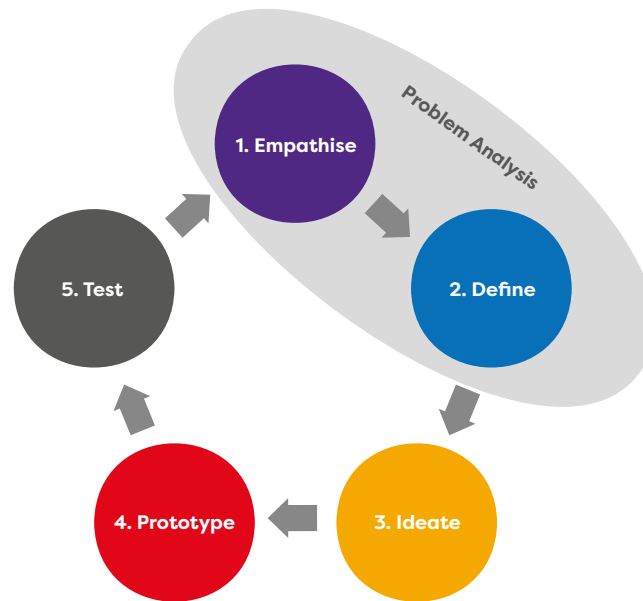 1. Empathise
Problem Analysis
2. Define
3. Ideate
4. Prototype
5. Test